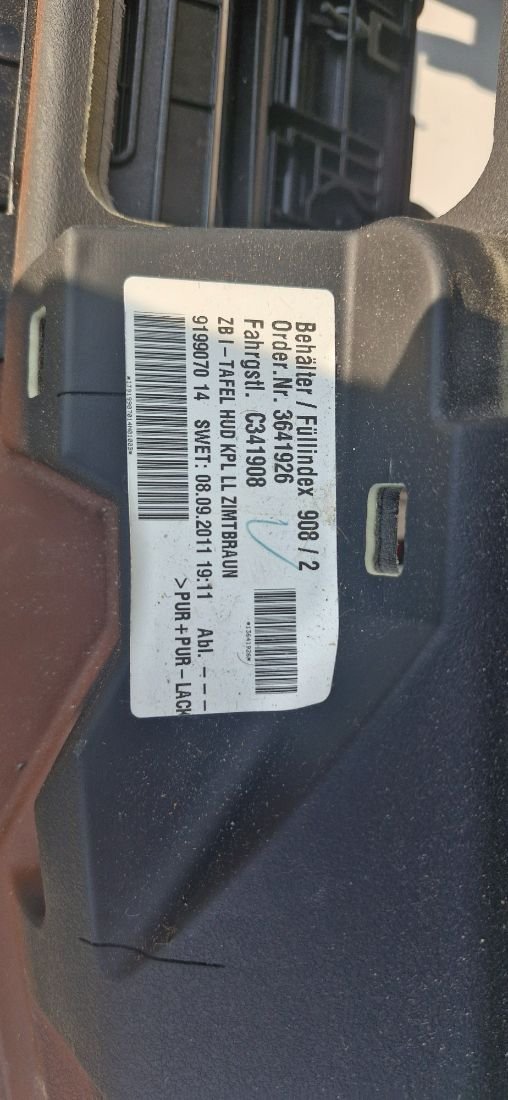 Behälter / Füllindex 908 / 2
Order.Nr. 3641926
*13641926*
Fahrgstl. C341908
ZB I-TAFEL HUD KPL LL ZIMTBRAUN
9199070 14 SWET: 08.09.2011 19:11 Abl. ---
>PUR+PUR-LACK